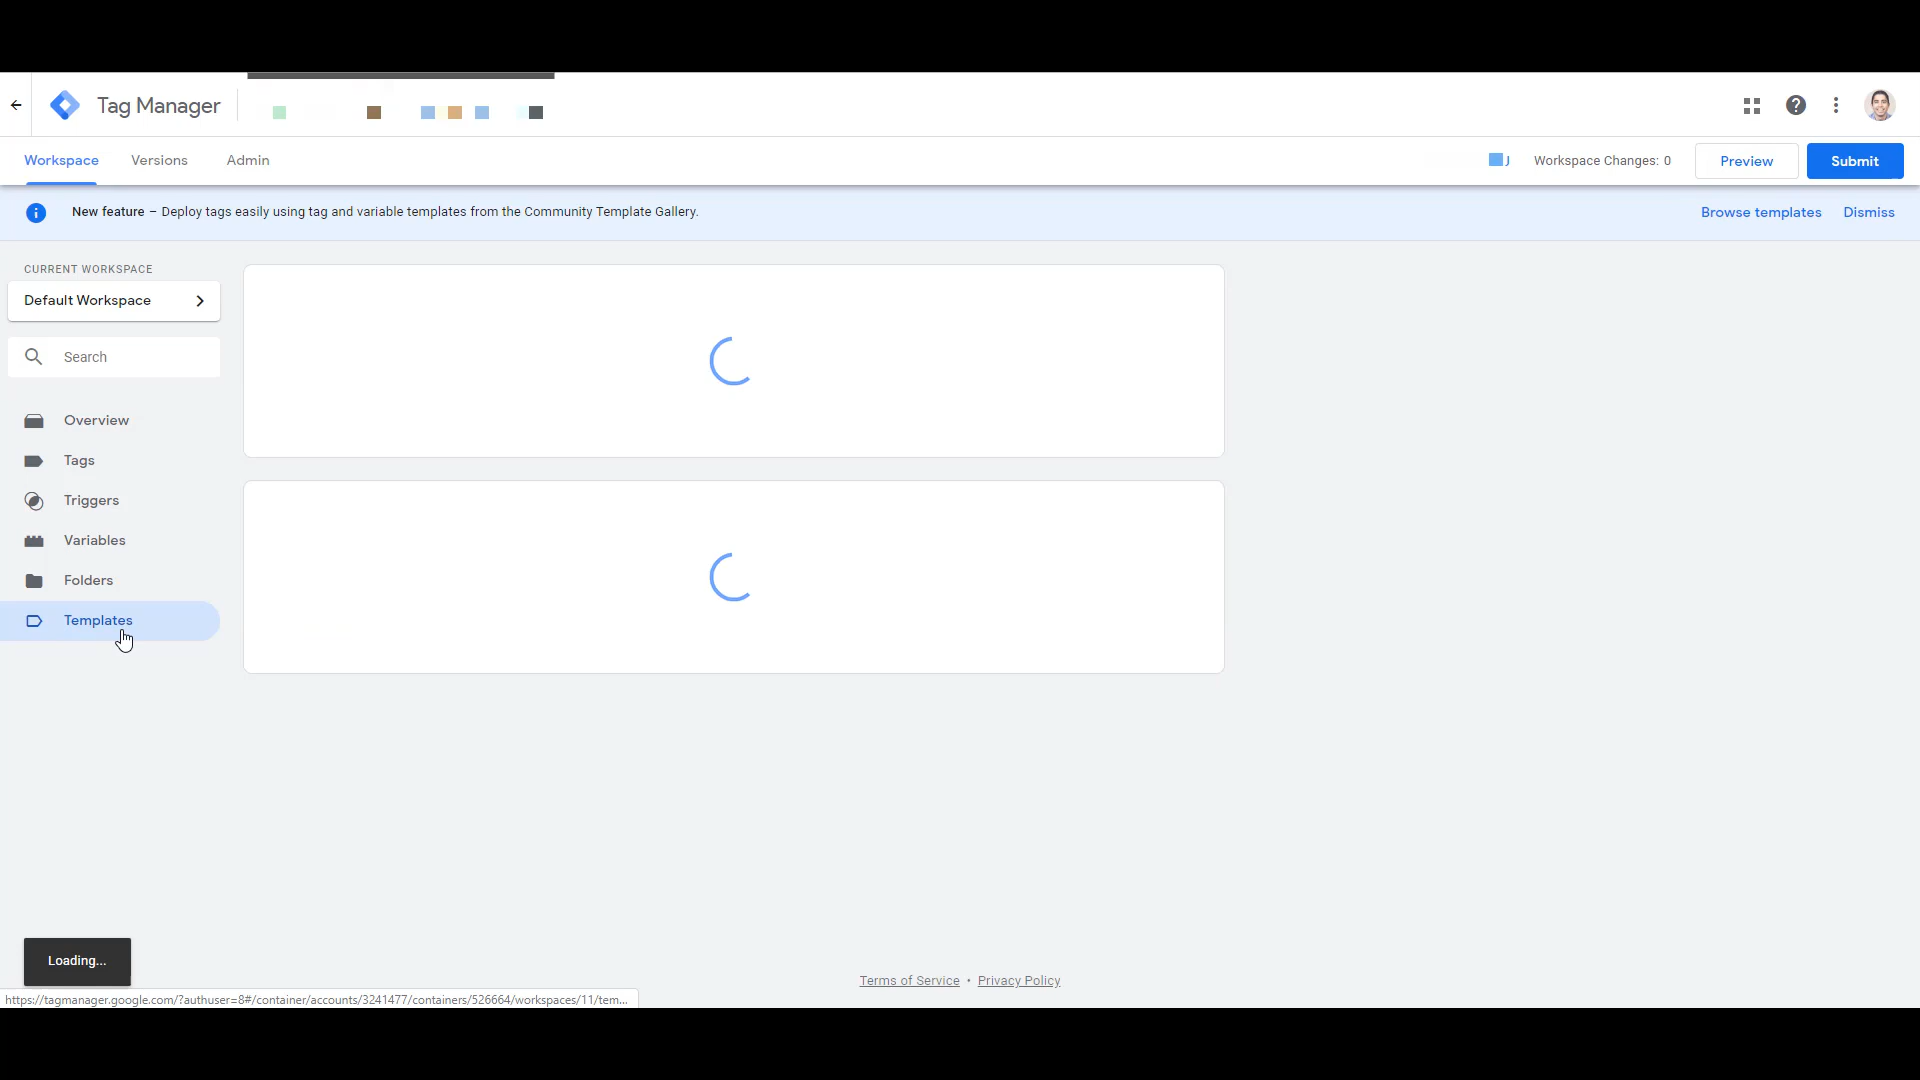 Tag Manager
Workspace
Versions
Admin
J
Workspace Changes: 0
Preview
Submit
New feature – Deploy tags easily using tag and variable templates from the Community Template Gallery.
Browse templates
Dismiss
CURRENT WORKSPACE
Default Workspace
Search
Overview
Tags
Triggers
Variables
Folders
Templates
Loading...
Terms of Service • Privacy Policy
https://tagmanager.google.com/?authuser=8#/container/accounts/3241477/containers/526664/workspaces/11/tem...